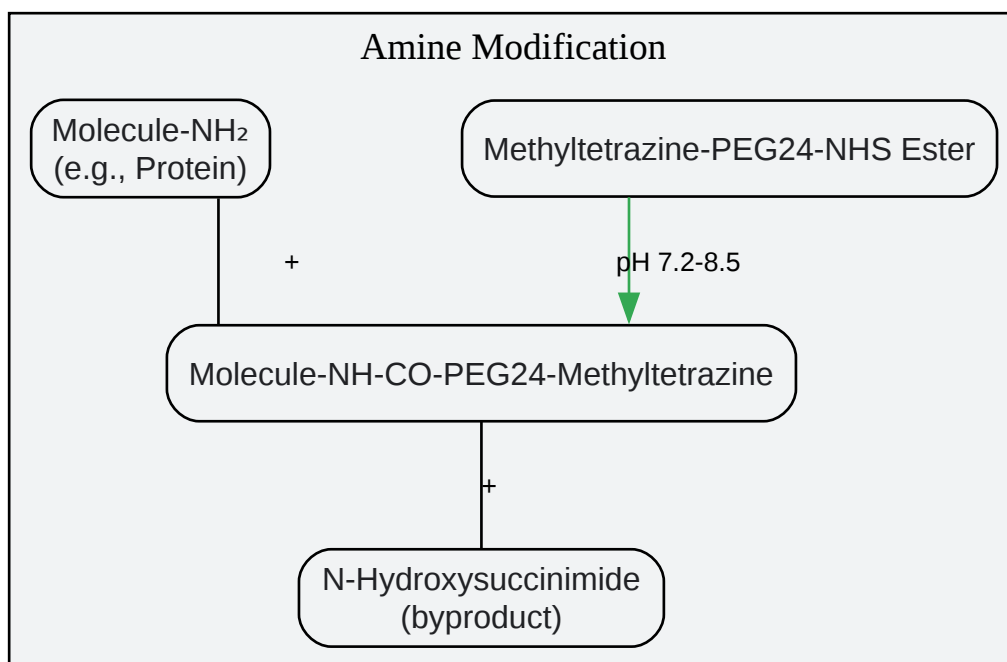 Amine Modification
Molecule-NH₂
(e.g., Protein)
Methyltetrazine-PEG24-NHS Ester
+
pH 7.2-8.5
Molecule-NH-CO-PEG24-Methyltetrazine
+
N-Hydroxysuccinimide
(byproduct)